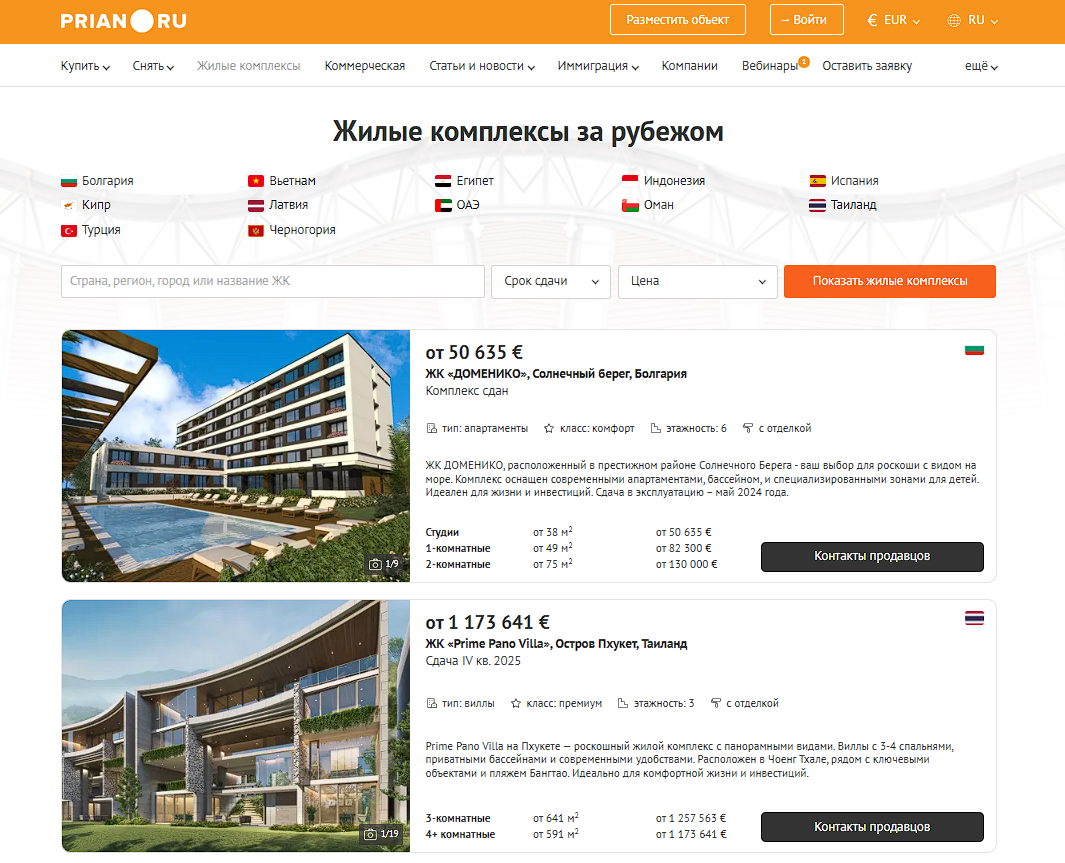 PRIAN RU
Разместить объект
Войти
€ EUR
RU
Купить
Снять
Жилые комплексы
Коммерческая
Статьи и новости
Иммиграция
Компании
Вебинары 1
Оставить заявку
ещё
Жилые комплексы за рубежом
Болгария
Вьетнам
Египет
Индонезия
Испания
Кипр
Латвия
ОАЭ
Оман
Таиланд
Турция
Черногория
Страна, регион, город или название ЖК
Срок сдачи
Цена
Показать жилые комплексы
от 50 635 €
ЖК «ДОМЕНИКО», Солнечный берег, Болгария
Комплекс сдан
тип: апартаменты класс: комфорт этажность: 6 с отделкой
ЖК ДОМЕНИКО, расположенный в престижном районе Солнечного Берега - ваш выбор для роскоши с видом на
море. Комплекс оснащен современными апартаментами, бассейном, и специализированными зонами для детей.
Идеален для жизни и инвестиций. Сдача в эксплуатацию – май 2024 года.
Студии от 38 м² от 50 635 €
1-комнатные от 49 м² от 82 300 €
2-комнатные от 75 м² от 130 000 €
Контакты продавцов
1/9
от 1 173 641 €
ЖК «Prime Pano Villa», Остров Пхукет, Таиланд
Сдача IV кв. 2025
тип: виллы класс: премиум этажность: 3 с отделкой
Prime Pano Villa на Пхукете — роскошный жилой комплекс с панорамными видами. Виллы с 3-4 спальнями,
приватными бассейнами и современными удобствами. Расположен в Чоенг Тхале, рядом с ключевыми
объектами и пляжем Бангтао. Идеально для комфортной жизни и инвестиций.
3-комнатные от 641 м² от 1 257 563 €
4+ комнатные от 591 м² от 1 173 641 €
Контакты продавцов
1/19